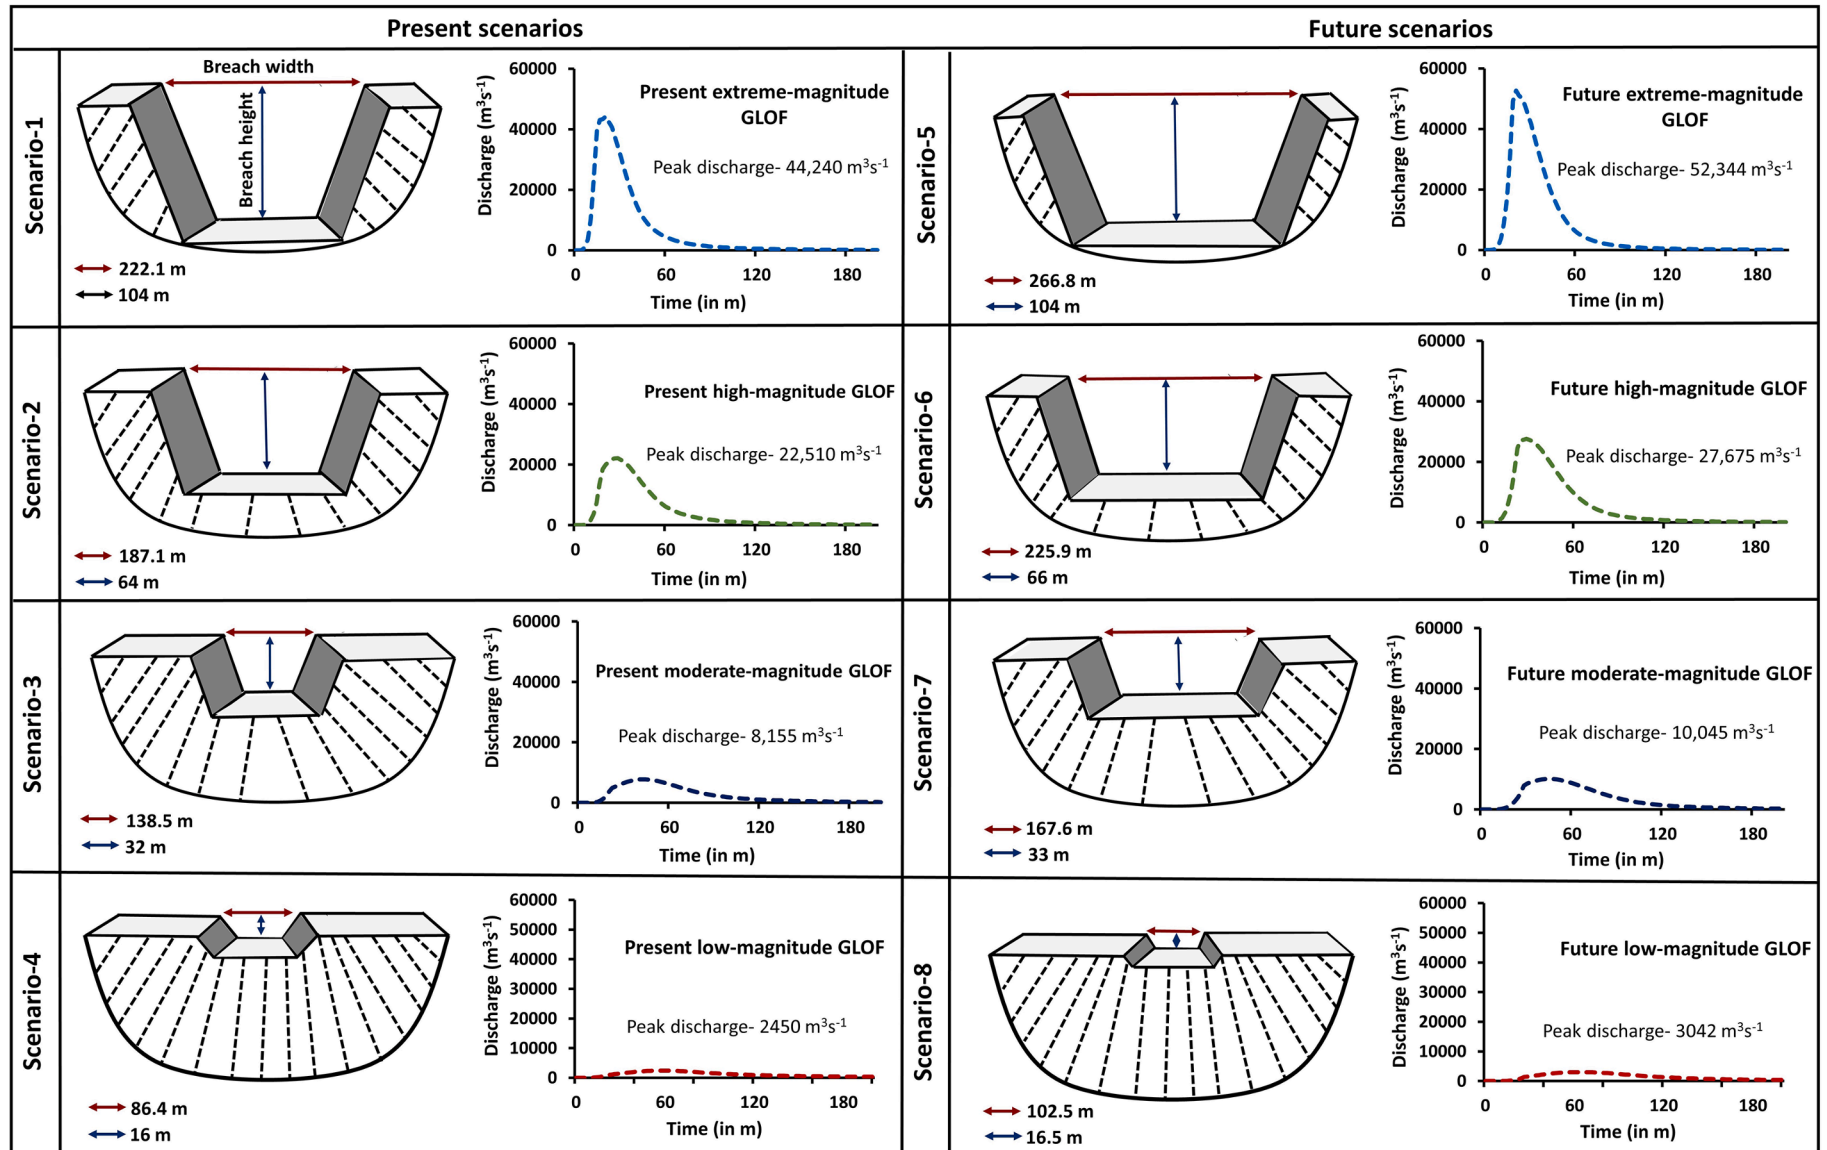 Present scenarios
Future scenarios
Scenario-1
Breach width
Breach height
222.1 m
104 m
Discharge (m³s⁻¹)
60000
40000
20000
0
0 60 120 180
Time (in m)
Present extreme-magnitude
GLOF
Peak discharge- 44,240 m³s⁻¹
Scenario-5
266.8 m
104 m
Discharge (m³s⁻¹)
60000
40000
20000
0
0 60 120 180
Time (in m)
Future extreme-magnitude
GLOF
Peak discharge- 52,344 m³s⁻¹
Scenario-2
187.1 m
64 m
Discharge (m³s⁻¹)
60000
40000
20000
0
0 60 120 180
Time (in m)
Present high-magnitude GLOF
Peak discharge- 22,510 m³s⁻¹
Scenario-6
225.9 m
66 m
Discharge (m³s⁻¹)
60000
40000
20000
0
0 60 120 180
Time (in m)
Future high-magnitude GLOF
Peak discharge- 27,675 m³s⁻¹
Scenario-3
138.5 m
32 m
Discharge (m³s⁻¹)
60000
40000
20000
0
0 60 120 180
Time (in m)
Present moderate-magnitude GLOF
Peak discharge- 8,155 m³s⁻¹
Scenario-7
167.6 m
33 m
Discharge (m³s⁻¹)
60000
40000
20000
0
0 60 120 180
Time (in m)
Future moderate-magnitude GLOF
Peak discharge- 10,045 m³s⁻¹
Scenario-4
86.4 m
16 m
Discharge (m³s⁻¹)
60000
50000
40000
30000
20000
10000
0
0 60 120 180
Time (in m)
Present low-magnitude GLOF
Peak discharge- 2450 m³s⁻¹
Scenario-8
102.5 m
16.5 m
Discharge (m³s⁻¹)
60000
50000
40000
30000
20000
10000
0
0 60 120 180
Time (in m)
Future low-magnitude GLOF
Peak discharge- 3042 m³s⁻¹